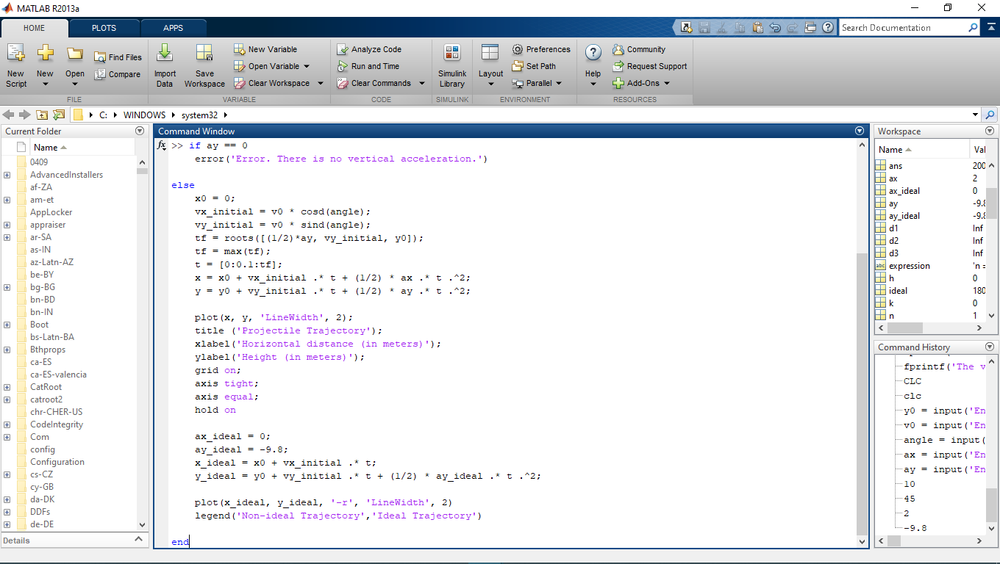 MATLAB R2013a
HOME
PLOTS
APPS
Search Documentation
New Script
New
Open
Find Files
Compare
Import Data
Save Workspace
New Variable
Open Variable
Clear Workspace
Analyze Code
Run and Time
Clear Commands
Simulink Library
Layout
Preferences
Set Path
Parallel
Help
Community
Request Support
Add-Ons
FILE
VARIABLE
CODE
SIMULINK
ENVIRONMENT
RESOURCES
C: WINDOWS system32
Current Folder
Name
0409
AdvancedInstallers
af-ZA
am-et
AppLocker
appraiser
ar-SA
as-IN
az-Latn-AZ
be-BY
bg-BG
bn-BD
bn-IN
Boot
bs-Latn-BA
Bthprops
ca-ES
ca-ES-valencia
CatRoot
catroot2
chr-CHER-US
CodeIntegrity
Com
config
Configuration
cs-CZ
cy-GB
da-DK
DDFs
de-DE
Details
Command Window
fx >> if ay == 0
error('Error. There is no vertical acceleration.')
else
x0 = 0;
vx_initial = v0 * cosd(angle);
vy_initial = v0 * sind(angle);
tf = roots([(1/2)*ay, vy_initial, y0]);
tf = max(tf);
t = [0:0.1:tf];
x = x0 + vx_initial .* t + (1/2) * ax .* t .^2;
y = y0 + vy_initial .* t + (1/2) * ay .* t .^2;
plot(x, y, 'LineWidth', 2);
title ('Projectile Trajectory');
xlabel('Horizontal distance (in meters)');
ylabel('Height (in meters)');
grid on;
axis tight;
axis equal;
hold on
ax_ideal = 0;
ay_ideal = -9.8;
x_ideal = x0 + vx_initial .* t;
y_ideal = y0 + vy_initial .* t + (1/2) * ay_ideal .* t .^2;
plot(x_ideal, y_ideal, '-r', 'LineWidth', 2)
legend('Non-ideal Trajectory','Ideal Trajectory')
end
Workspace
Name Val
ans 200
ax 2
ax_ideal 0
ay -9.8
ay_ideal -9.8
d1 Inf
d2 Inf
d3 Inf
abc expression 'n =
h 0
ideal 180
k 0
n 1
Command History
fprintf('The v
CLC
clc
y0 = input('En
v0 = input('En
angle = input(
ax = input('En
ay = input('En
10
45
2
-9.8